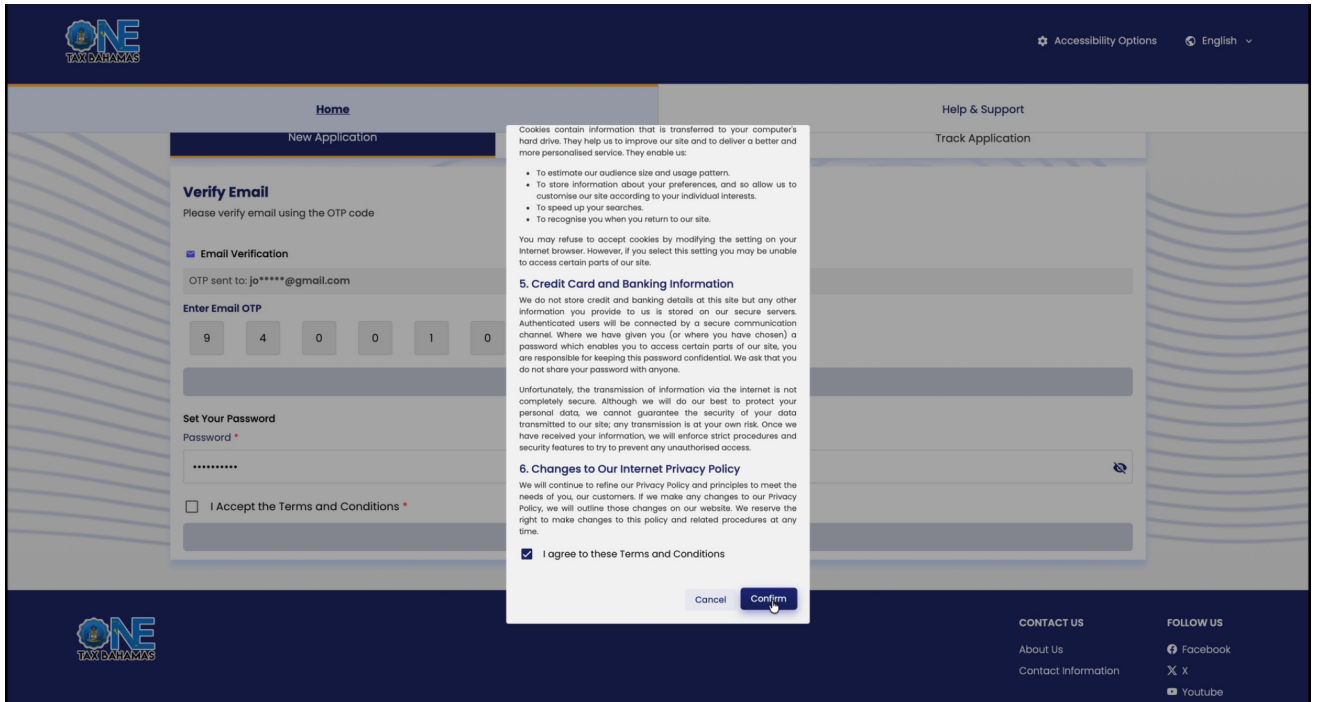 ONE
TAX BAHAMAS
Accessibility Options
English
Home
Help & Support
New Application
Track Application
Verify Email
Please verify email using the OTP code
Email Verification
OTP sent to: jo*****@gmail.com
Enter Email OTP
9 4 0 0 1 0
Set Your Password
Password *
••••••••••
I Accept the Terms and Conditions *
Cookies contain information that is transferred to your computer's
hard drive. They help us to improve our site and to deliver a better and
more personalised service. They enable us:
• To estimate our audience size and usage pattern.
• To store information about your preferences, and so allow us to
customise our site according to your individual interests.
• To speed up your searches.
• To recognise you when you return to our site.
You may refuse to accept cookies by modifying the setting on your
Internet browser. However, if you select this setting you may be unable
to access certain parts of our site.
5. Credit Card and Banking Information
We do not store credit and banking details at this site but any other
information you provide to us is stored on our secure servers.
Authenticated users will be connected by a secure communication
channel. Where we have given you (or where you have chosen) a
password which enables you to access certain parts of our site, you
are responsible for keeping this password confidential. We ask that you
do not share your password with anyone.
Unfortunately, the transmission of information via the internet is not
completely secure. Although we will do our best to protect your
personal data, we cannot guarantee the security of your data
transmitted to our site; any transmission is at your own risk. Once we
have received your information, we will enforce strict procedures and
security features to try to prevent any unauthorised access.
6. Changes to Our Internet Privacy Policy
We will continue to refine our Privacy Policy and principles to meet the
needs of you, our customers. If we make any changes to our Privacy
Policy, we will outline those changes on our website. We reserve the
right to make changes to this policy and related procedures at any
time.
I agree to these Terms and Conditions
Cancel
Confirm
ONE
TAX BAHAMAS
CONTACT US
About Us
Contact Information
FOLLOW US
Facebook
X
Youtube